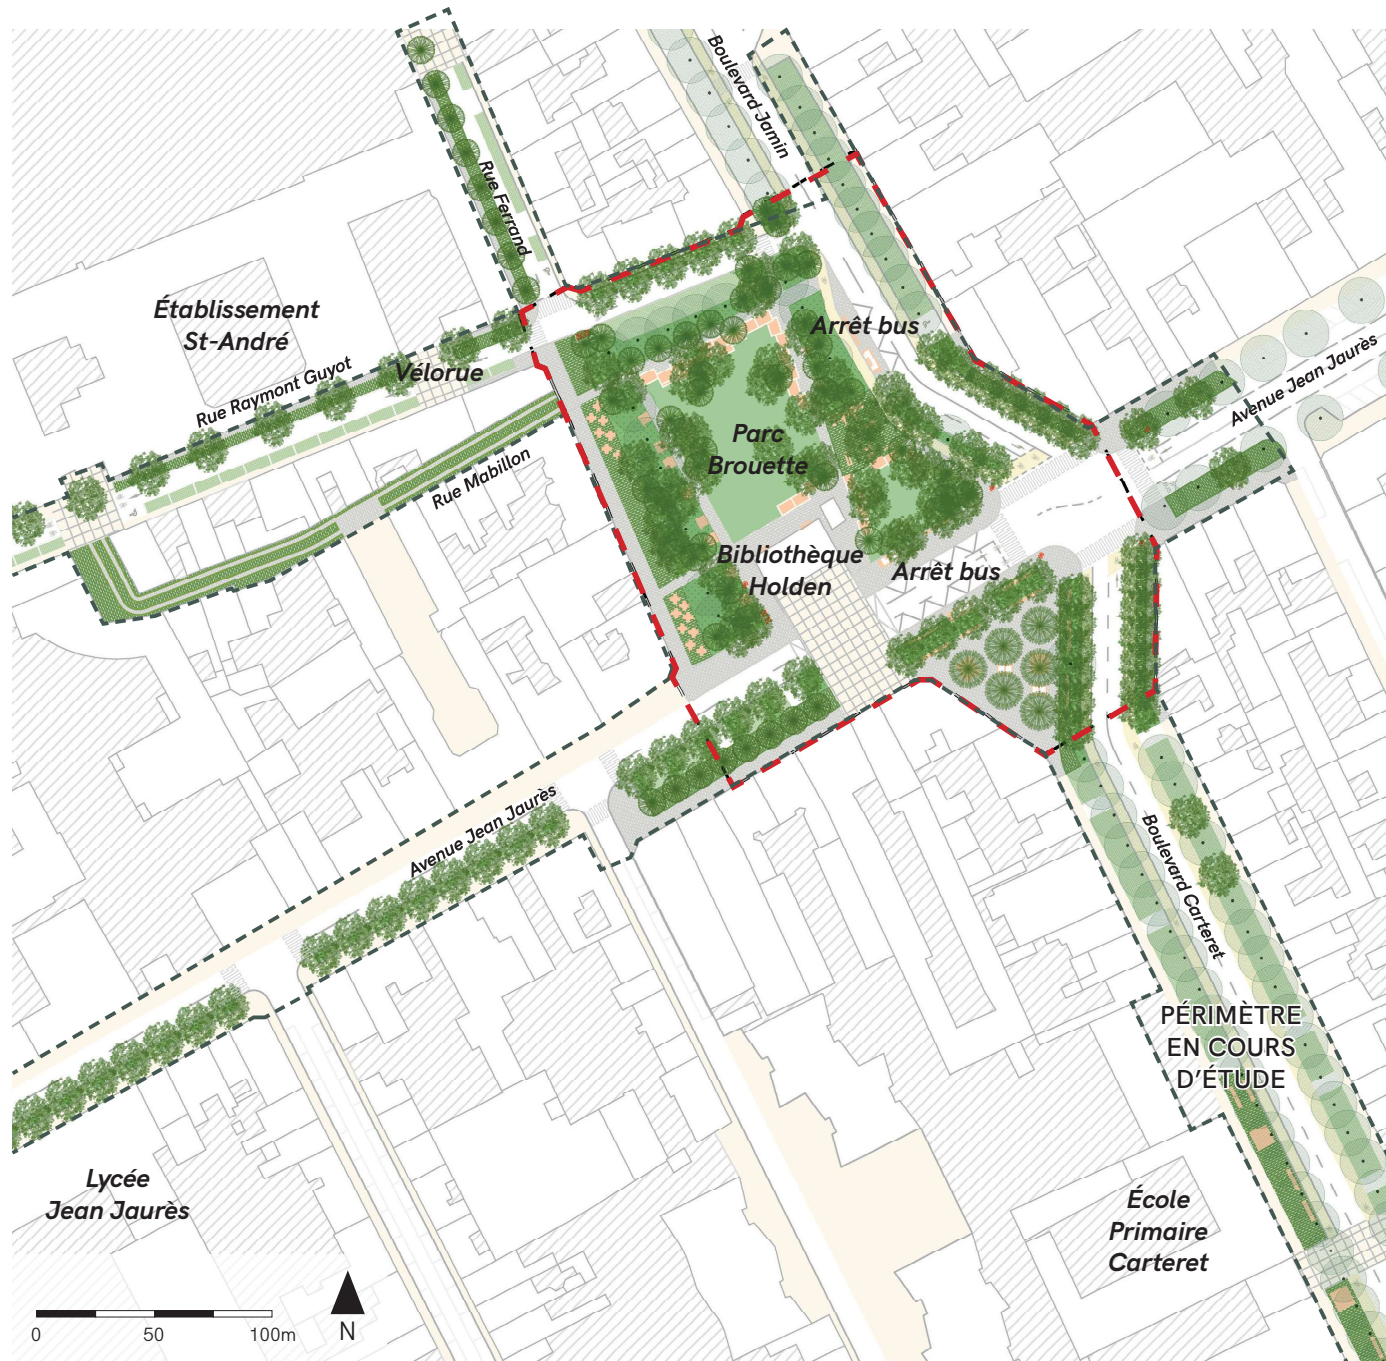 Boulevard Jamin
Rue Ferrand
Établissement
St-André
Arrêt bus
Vélorue
Rue Raymont Guyot
Avenue Jean Jaurès
Parc
Brouette
Rue Mabillon
Bibliothèque
Holden
Arrêt bus
Avenue Jean Jaurès
Boulevard Carteret
PÉRIMÈTRE
EN COURS
D'ÉTUDE
Lycée
Jean Jaurès
École
Primaire
Carteret
0 50 100m
N